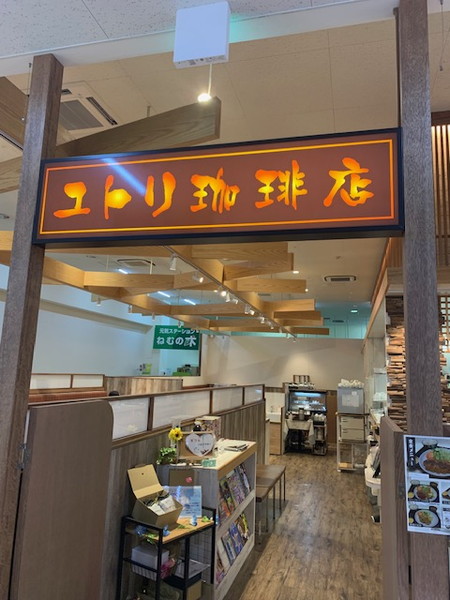 ユトリ珈琲店
元気ステーション
ねむの木